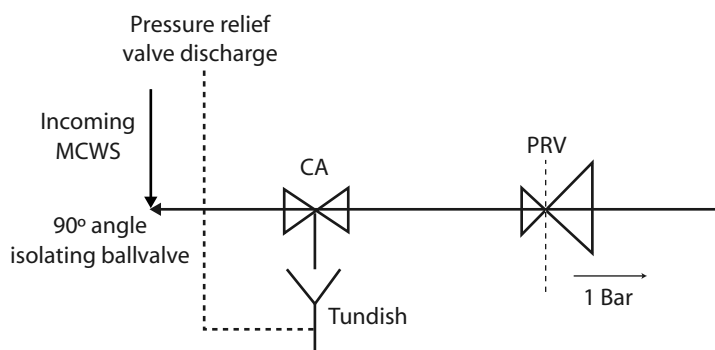 Pressure relief
valve discharge
Incoming
MCWS
CA
PRV
90º angle
isolating ballvalve
1 Bar
Tundish